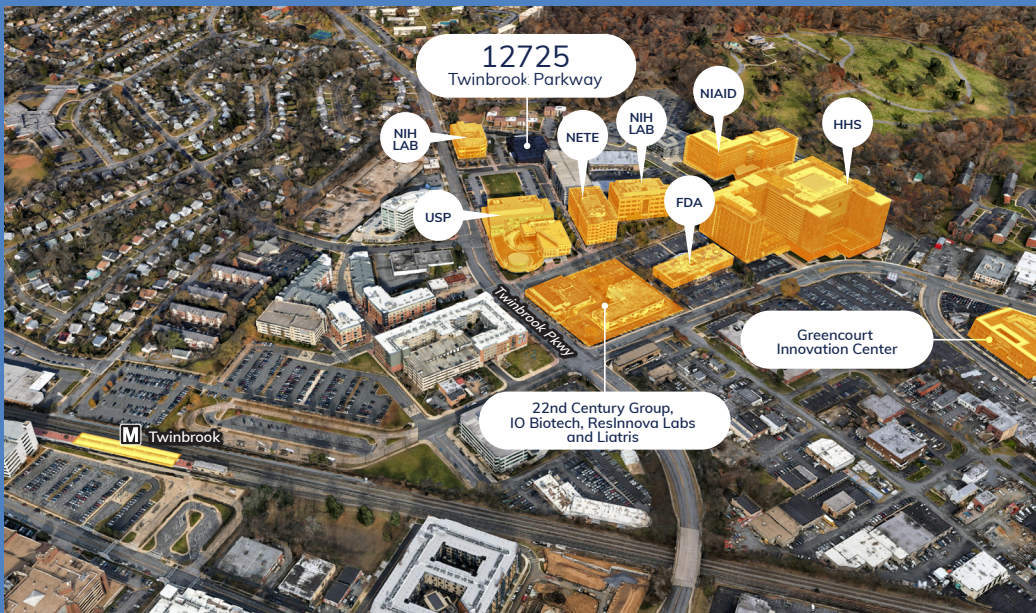 12725
Twinbrook Parkway
NIAID
NIH
LAB
NETE
NIH
LAB
HHS
USP
FDA
Twinbrook Pkwy
Greencourt
Innovation Center
22nd Century Group,
IO Biotech, ResInnova Labs
and Liatris
M Twinbrook